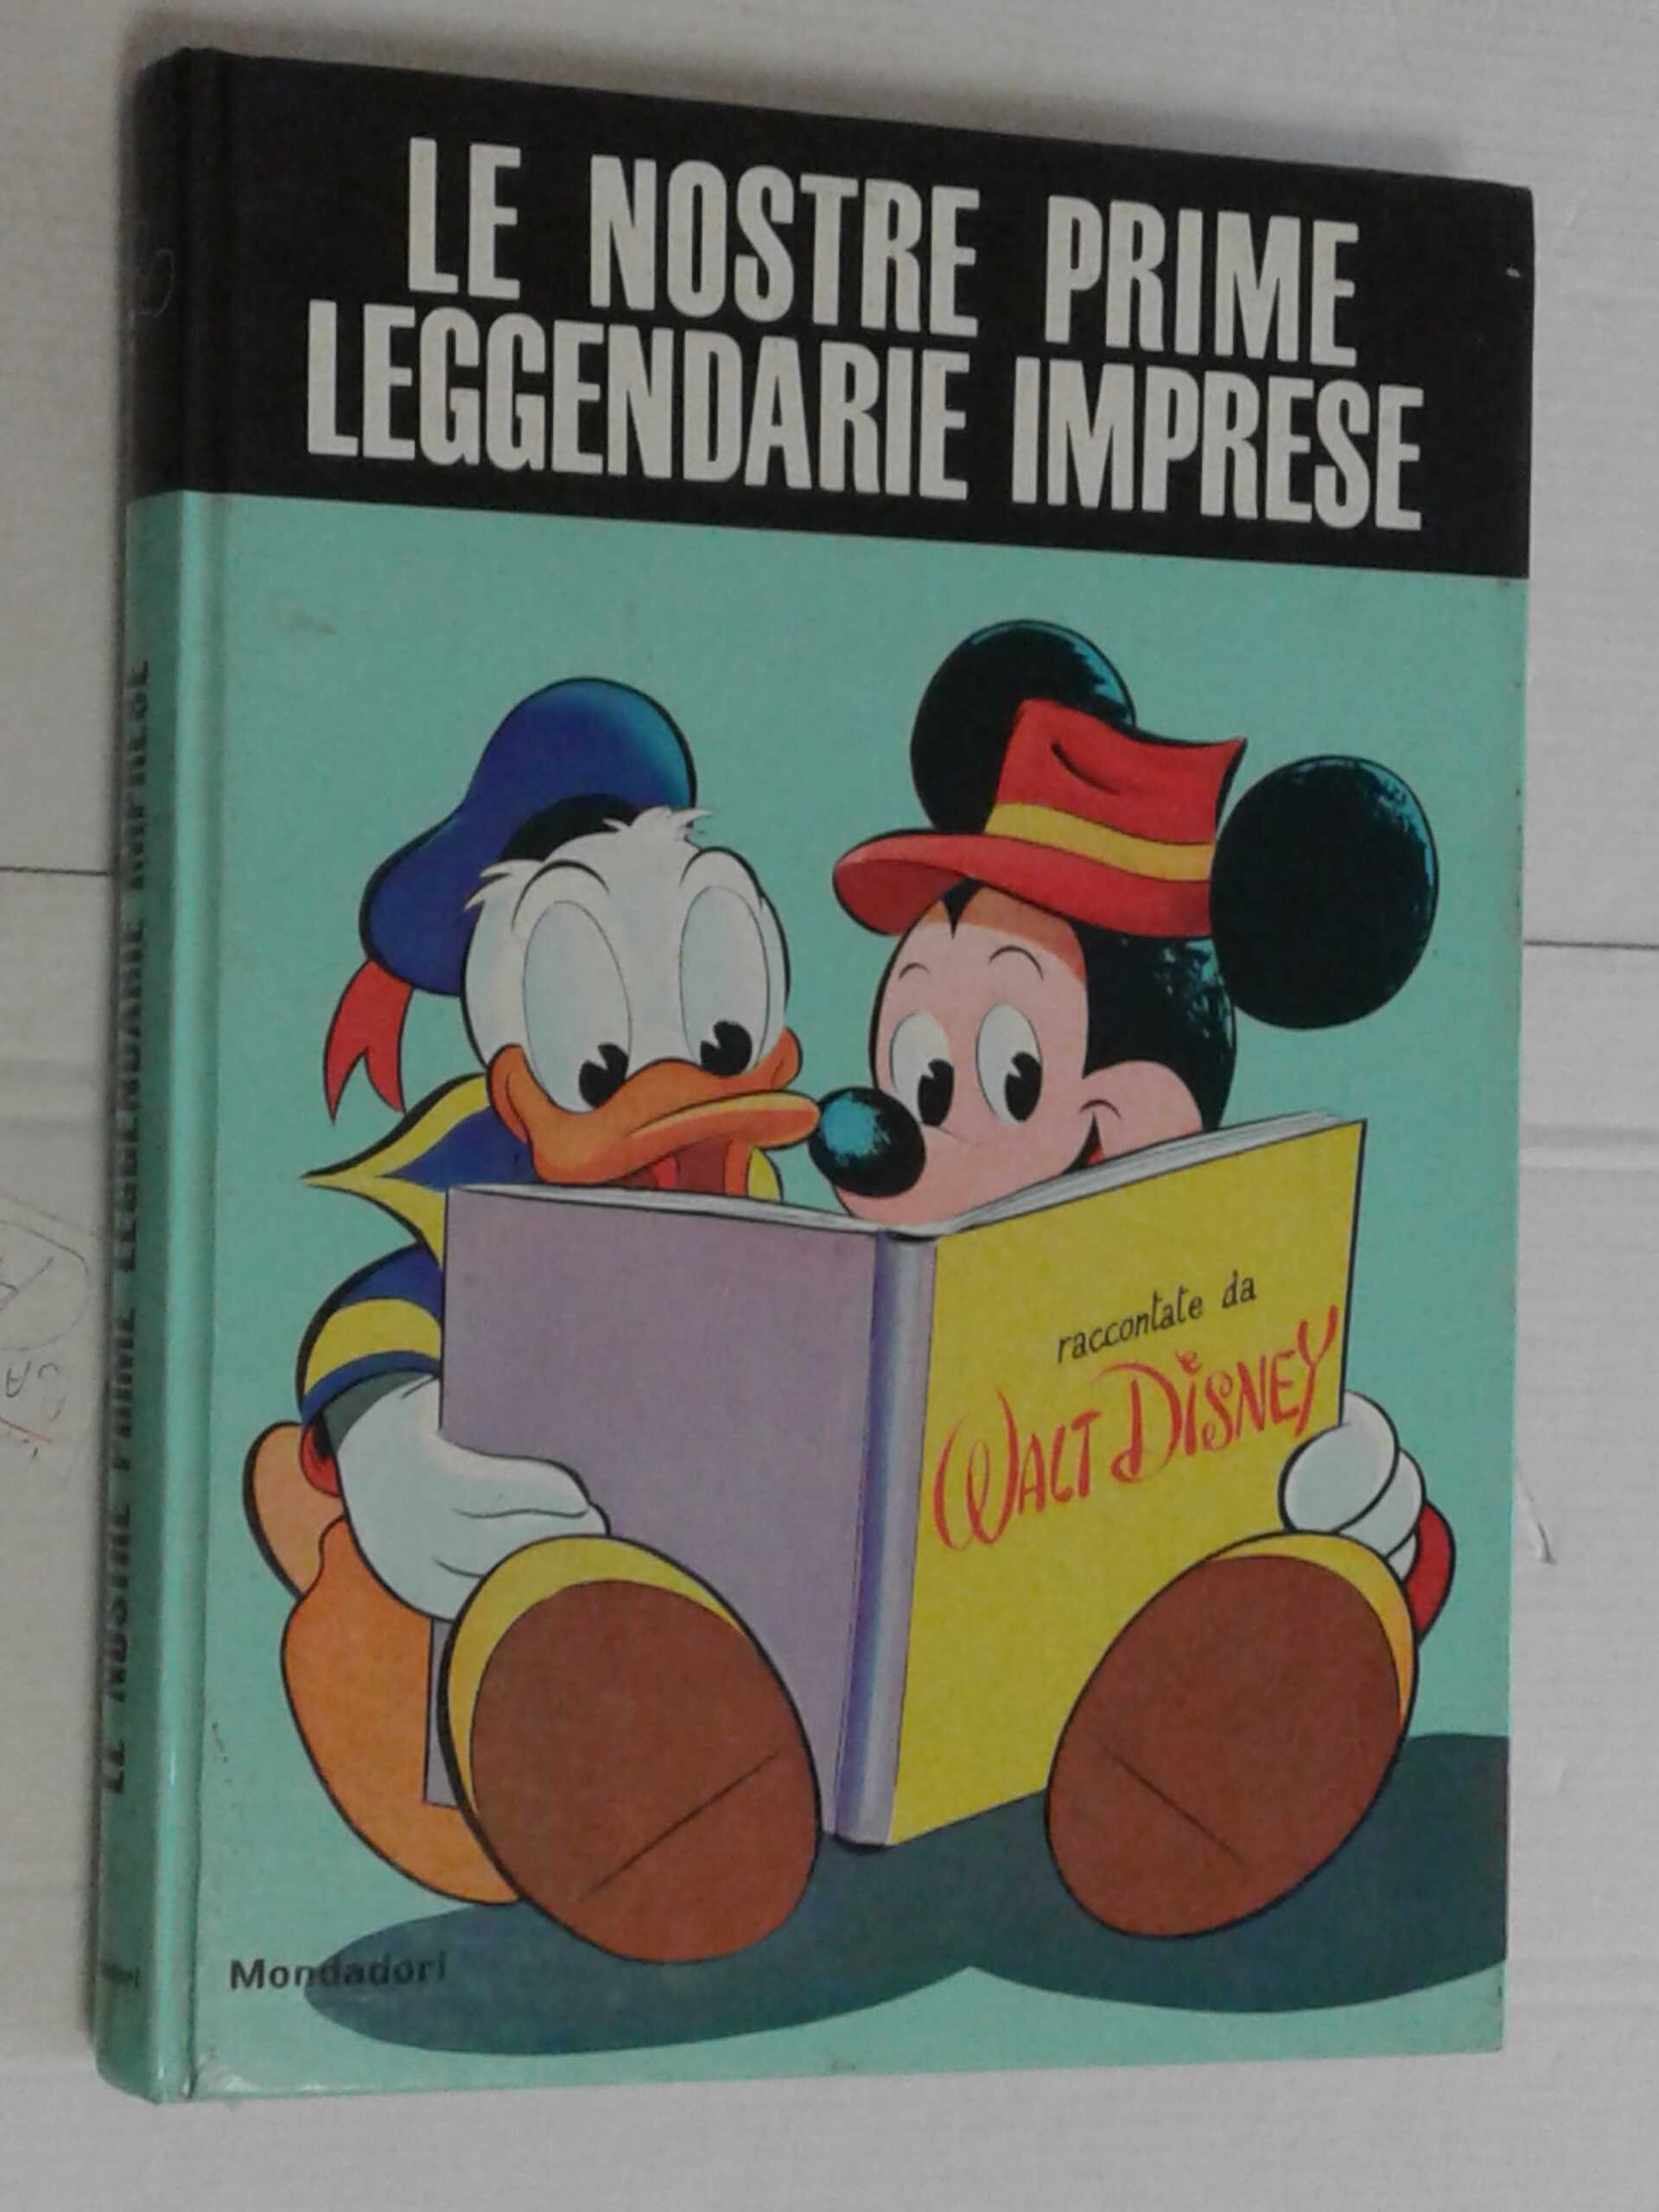 LE NOSTRE PRIME
LEGGENDARIE IMPRESE
raccontate da
WALT DISNEY
Mondadori
LE NOSTRE PRIME LEGGENDARIE IMPRESE